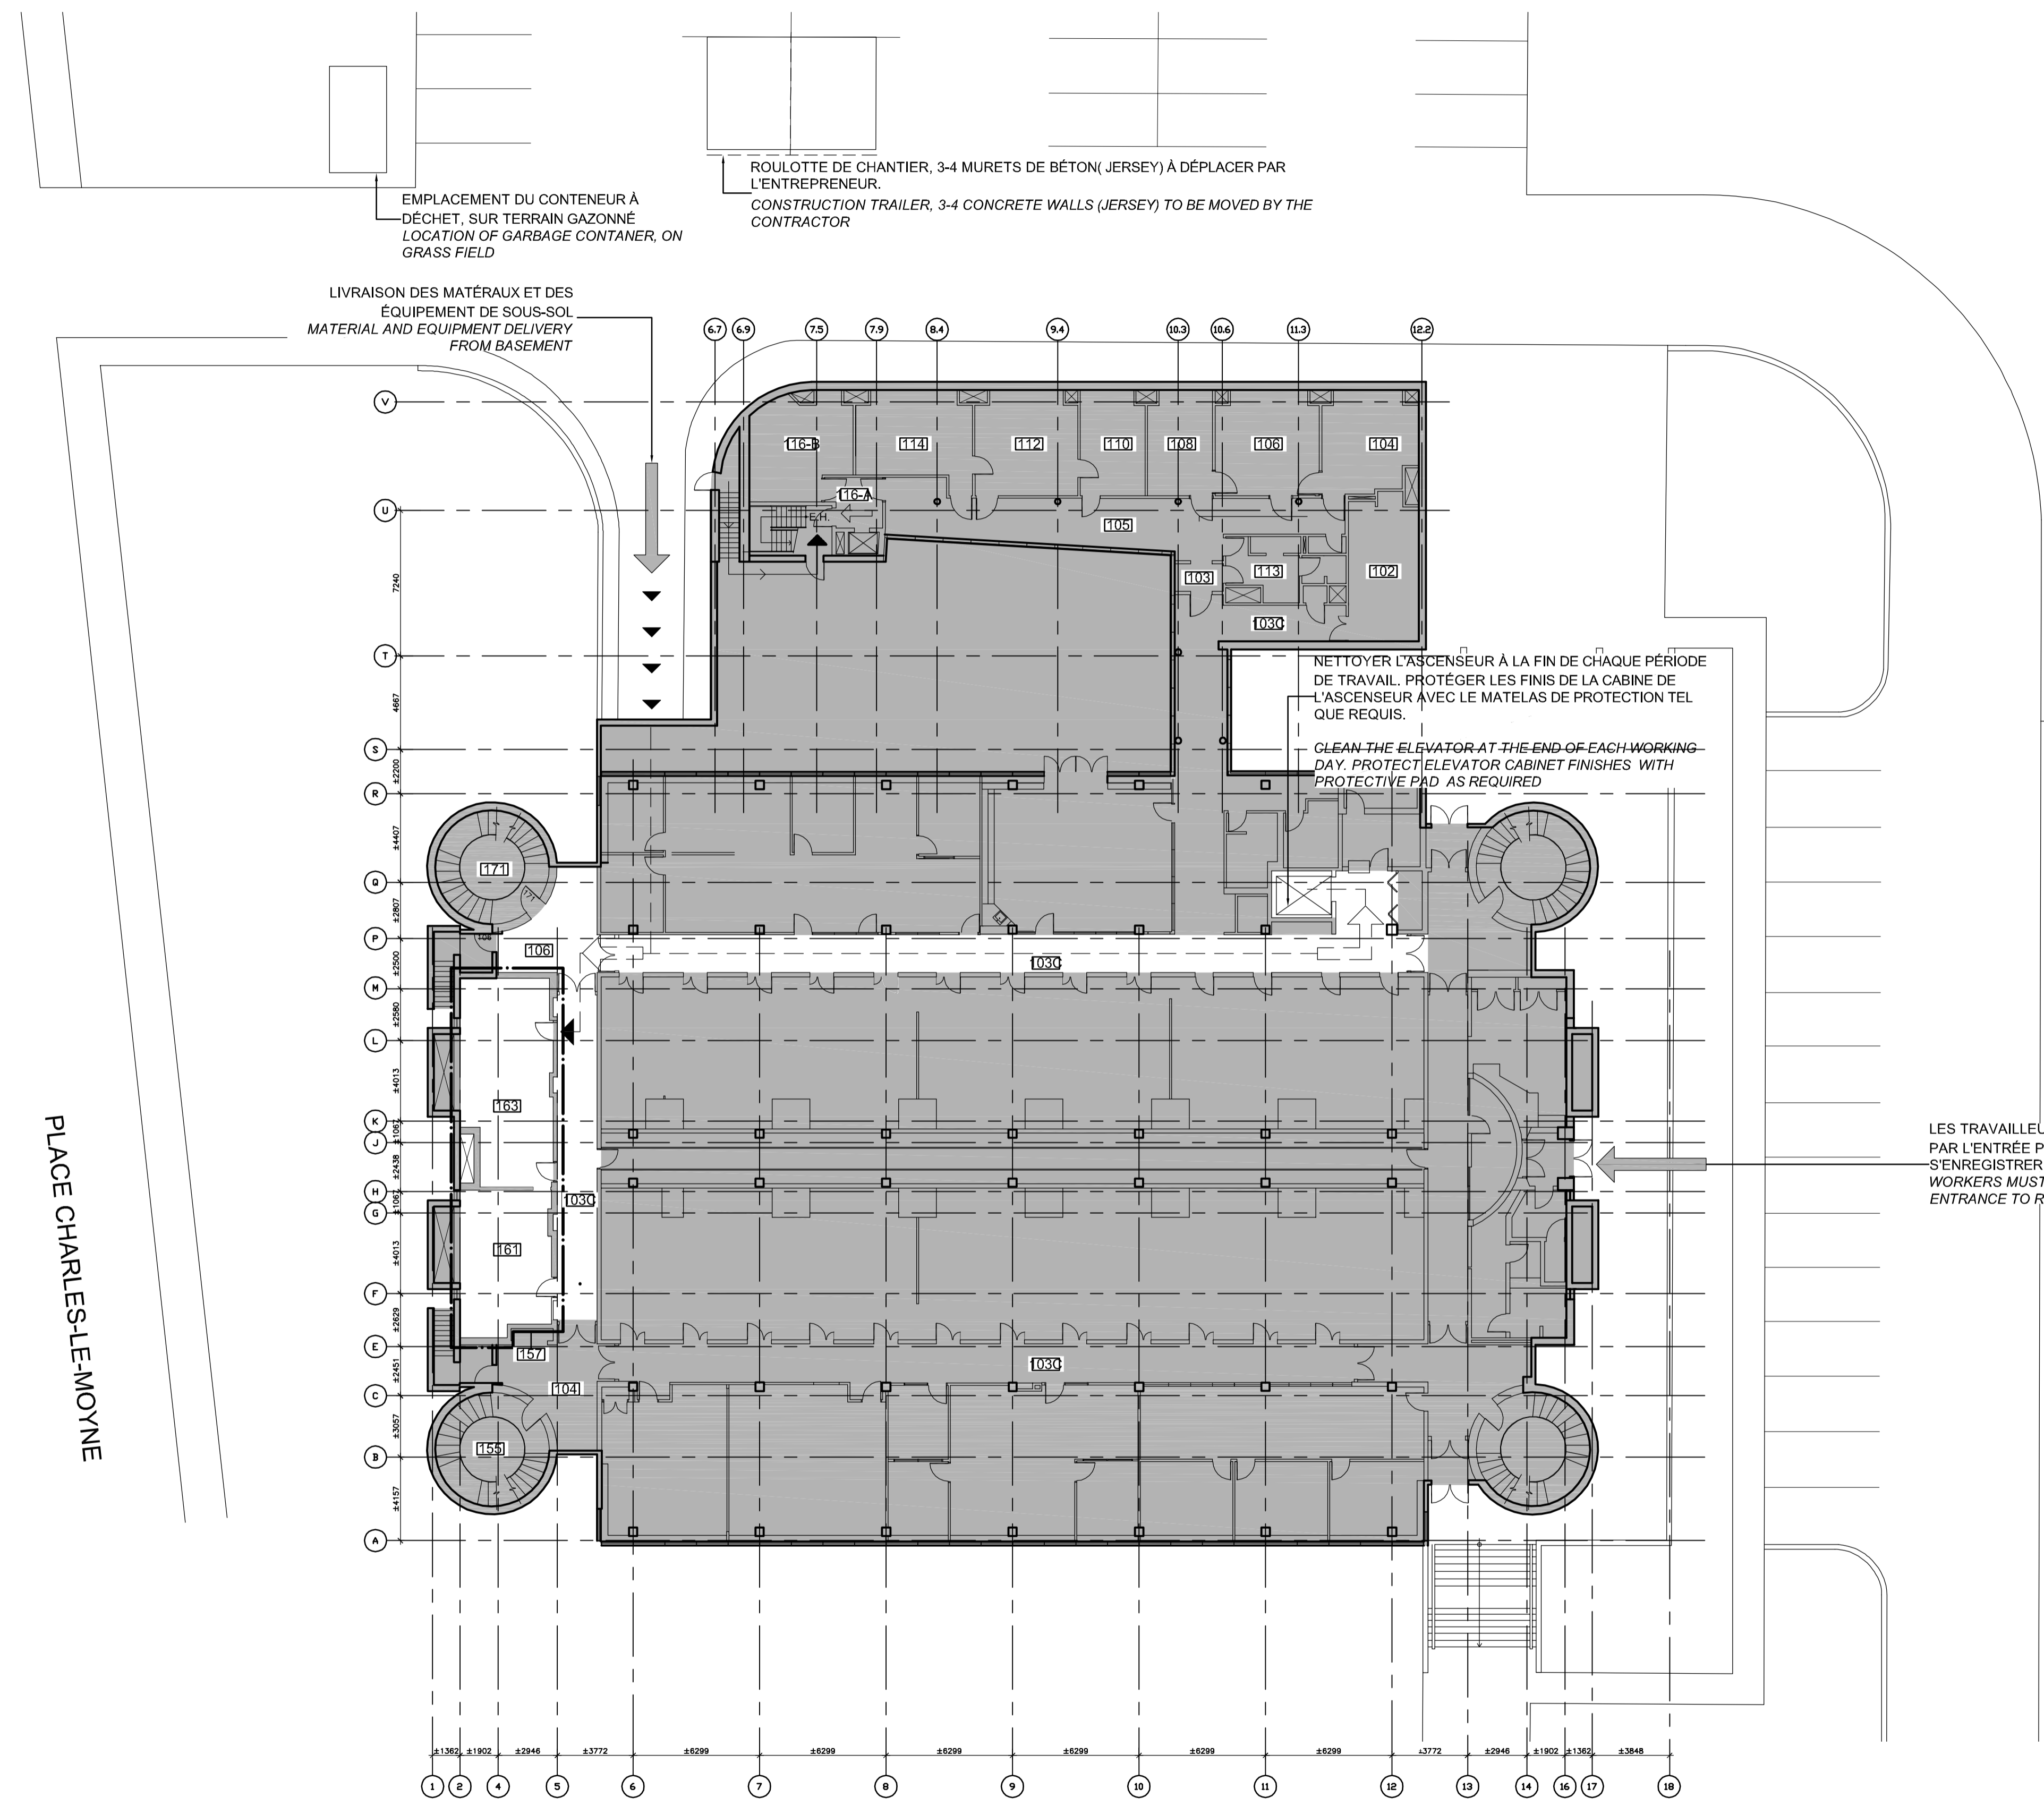 ROULOTTE DE CHANTIER, 3-4 MURETS DE BÉTON( JERSEY) À DÉPLACER PAR
L'ENTREPRENEUR.
CONSTRUCTION TRAILER, 3-4 CONCRETE WALLS (JERSEY) TO BE MOVED BY THE
CONTRACTOR
EMPLACEMENT DU CONTENEUR À
DÉCHET, SUR TERRAIN GAZONNÉ
LOCATION OF GARBAGE CONTANER, ON
GRASS FIELD
LIVRAISON DES MATÉRAUX ET DES
ÉQUIPEMENT DE SOUS-SOL
MATERIAL AND EQUIPMENT DELIVERY
FROM BASEMENT
6.7 6.9 7.5 7.9 8.4 9.4 10.3 10.6 11.3 12.2
V
116-B 114 112 110 108 106 104
116-A
U
E.H.
105
103 113 102
7240
103C
T
NETTOYER L'ASCENSEUR À LA FIN DE CHAQUE PÉRIODE
DE TRAVAIL. PROTÉGER LES FINIS DE LA CABINE DE
L'ASCENSEUR AVEC LE MATELAS DE PROTECTION TEL
QUE REQUIS.
CLEAN THE ELEVATOR AT THE END OF EACH WORKING
DAY. PROTECT ELEVATOR CABINET FINISHES WITH
PROTECTIVE PAD AS REQUIRED
4667
S
±2200
R
±4407
171
171
Q
±2807
P
106
106
103C
±2500
M
±2580
L
±4013
163
K
±1067
J
±2438
H
103C
±1067
G
161
±4013
F
±2629
E
157
103C
±2451
104
C
±3057
155
B
±4157
A
PLACE CHARLES-LE-MOYNE
LES TRAVAILLEU
PAR L'ENTRÉE P
S'ENREGISTRER
WORKERS MUST
ENTRANCE TO R
±1362 ±1902 ±2946 ±3772 ±6299 ±6299 ±6299 ±6299 ±6299 ±6299 ±3772 ±2946 ±1902 ±1362 ±3848
1 2 4 5 6 7 8 9 10 11 12 13 14 16 17 18